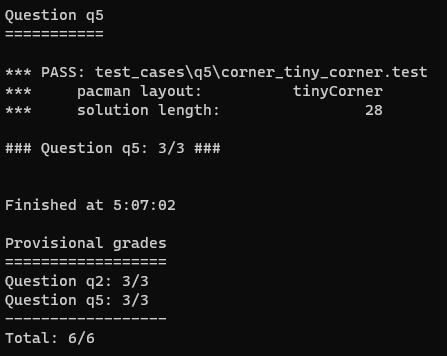 Question q5
===========
*** PASS: test_cases\q5\corner_tiny_corner.test
***     pacman layout:          tinyCorner
***     solution length:                28
### Question q5: 3/3 ###
Finished at 5:07:02
Provisional grades
==================
Question q2: 3/3
Question q5: 3/3
------------------
Total: 6/6